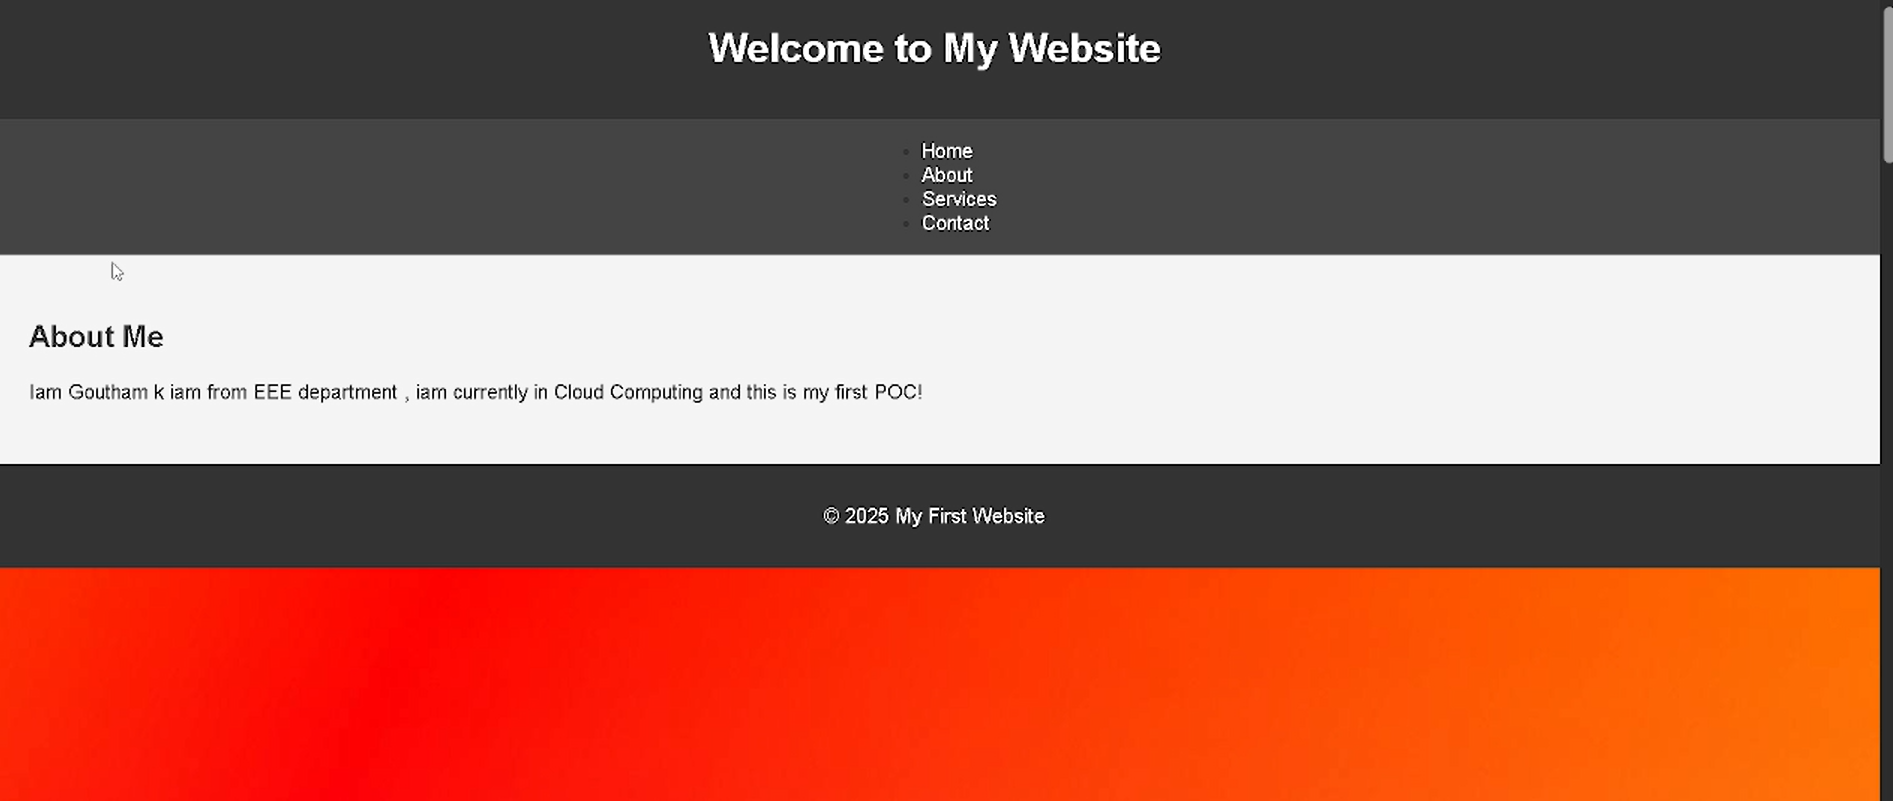 Welcome to My Website
Home
About
Services
Contact
About Me
Iam Goutham k iam from EEE department , iam currently in Cloud Computing and this is my first POC!
© 2025 My First Website